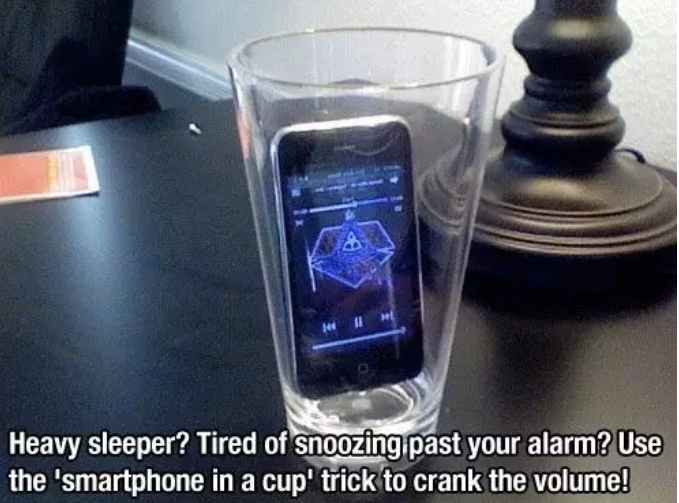 Heavy sleeper? Tired of snoozing past your alarm? Use
the 'smartphone in a cup' trick to crank the volume!